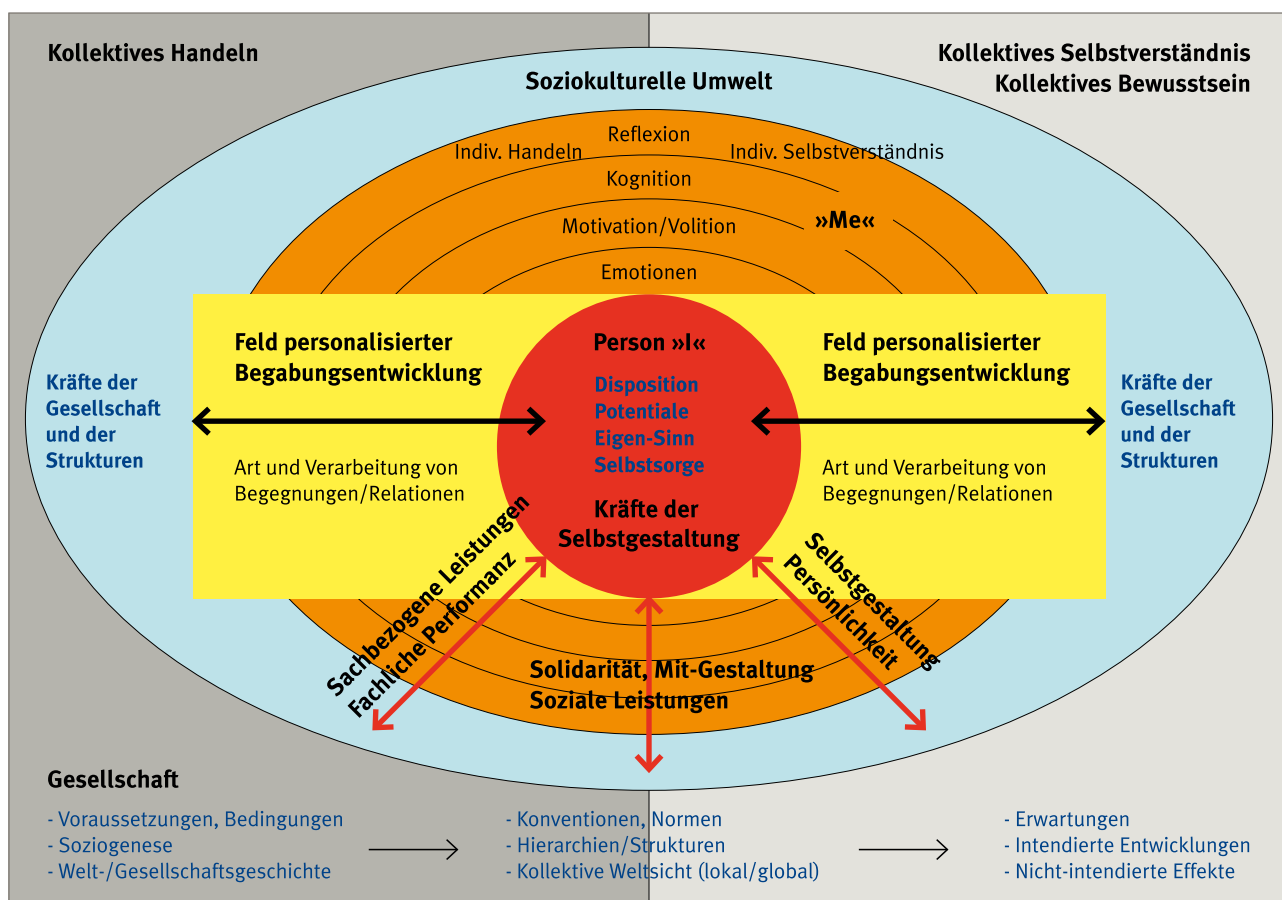 Kollektives Handeln
Kollektives Selbstverständnis
Kollektives Bewusstsein
Soziokulturelle Umwelt
Reflexion
Indiv. Handeln
Indiv. Selbstverständnis
Kognition
»Me«
Motivation/Volition
Emotionen
Feld personalisierter
Begabungsentwicklung
Person »I«
Feld personalisierter
Begabungsentwicklung
Kräfte der
Gesellschaft
und der
Strukturen
Disposition
Potentiale
Eigen-Sinn
Selbstsorge
Kräfte der
Gesellschaft
und der
Strukturen
Art und Verarbeitung von
Begegnungen/Relationen
Kräfte der
Selbstgestaltung
Art und Verarbeitung von
Begegnungen/Relationen
Sachbezogene Leistungen
Fachliche Performanz
Selbstgestaltung
Persönlichkeit
Solidarität, Mit-Gestaltung
Soziale Leistungen
Gesellschaft
- Voraussetzungen, Bedingungen
- Soziogenese
- Welt-/Gesellschaftsgeschichte
- Konventionen, Normen
- Hierarchien/Strukturen
- Kollektive Weltsicht (lokal/global)
- Erwartungen
- Intendierte Entwicklungen
- Nicht-intendierte Effekte